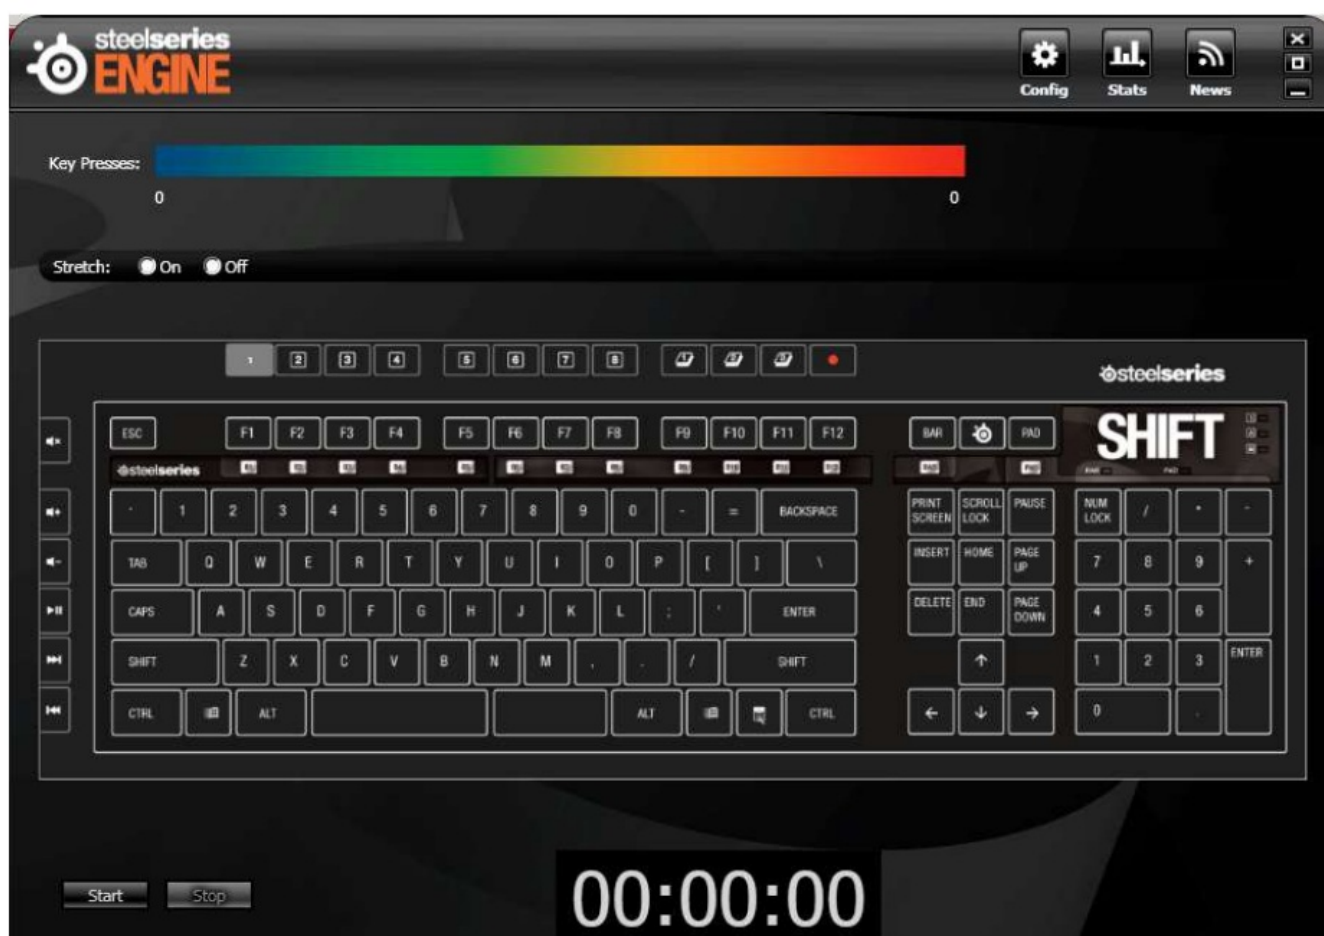 steelseries
ENGINE
Config Stats News
Key Presses:
0 0
Stretch: On Off
1 2 3 4 5 6 7 8
steelseries
ESC F1 F2 F3 F4 F5 F6 F7 F8 F9 F10 F11 F12 BAR PAD
SHIFT
steelseries
1 2 3 4 5 6 7 8 9 0 - = BACKSPACE PRINT SCREEN SCROLL LOCK PAUSE NUM LOCK / * -
TAB Q W E R T Y U I O P [ ] \ INSERT HOME PAGE UP 7 8 9 +
CAPS A S D F G H J K L ; ' ENTER DELETE END PAGE DOWN 4 5 6
SHIFT Z X C V B N M , . / SHIFT ↑ 1 2 3 ENTER
CTRL ALT ALT CTRL ← ↓ → 0 .
Start Stop
00:00:00